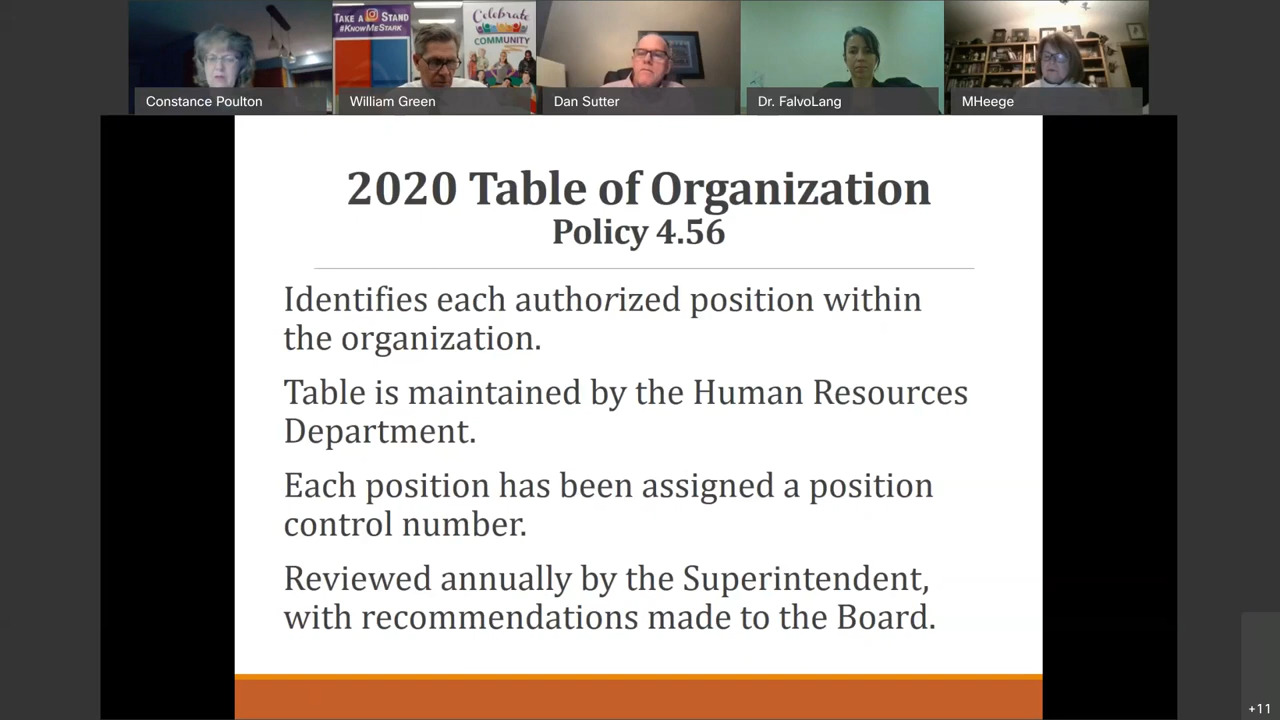 TAKE A STAND
#KNOWMESTARK
Celebrate
COMMUNITY
Constance Poulton
William Green
Dan Sutter
Dr. FalvoLang
MHeege
2020 Table of Organization
Policy 4.56
Identifies each authorized position within
the organization.
Table is maintained by the Human Resources
Department.
Each position has been assigned a position
control number.
Reviewed annually by the Superintendent,
with recommendations made to the Board.
+11